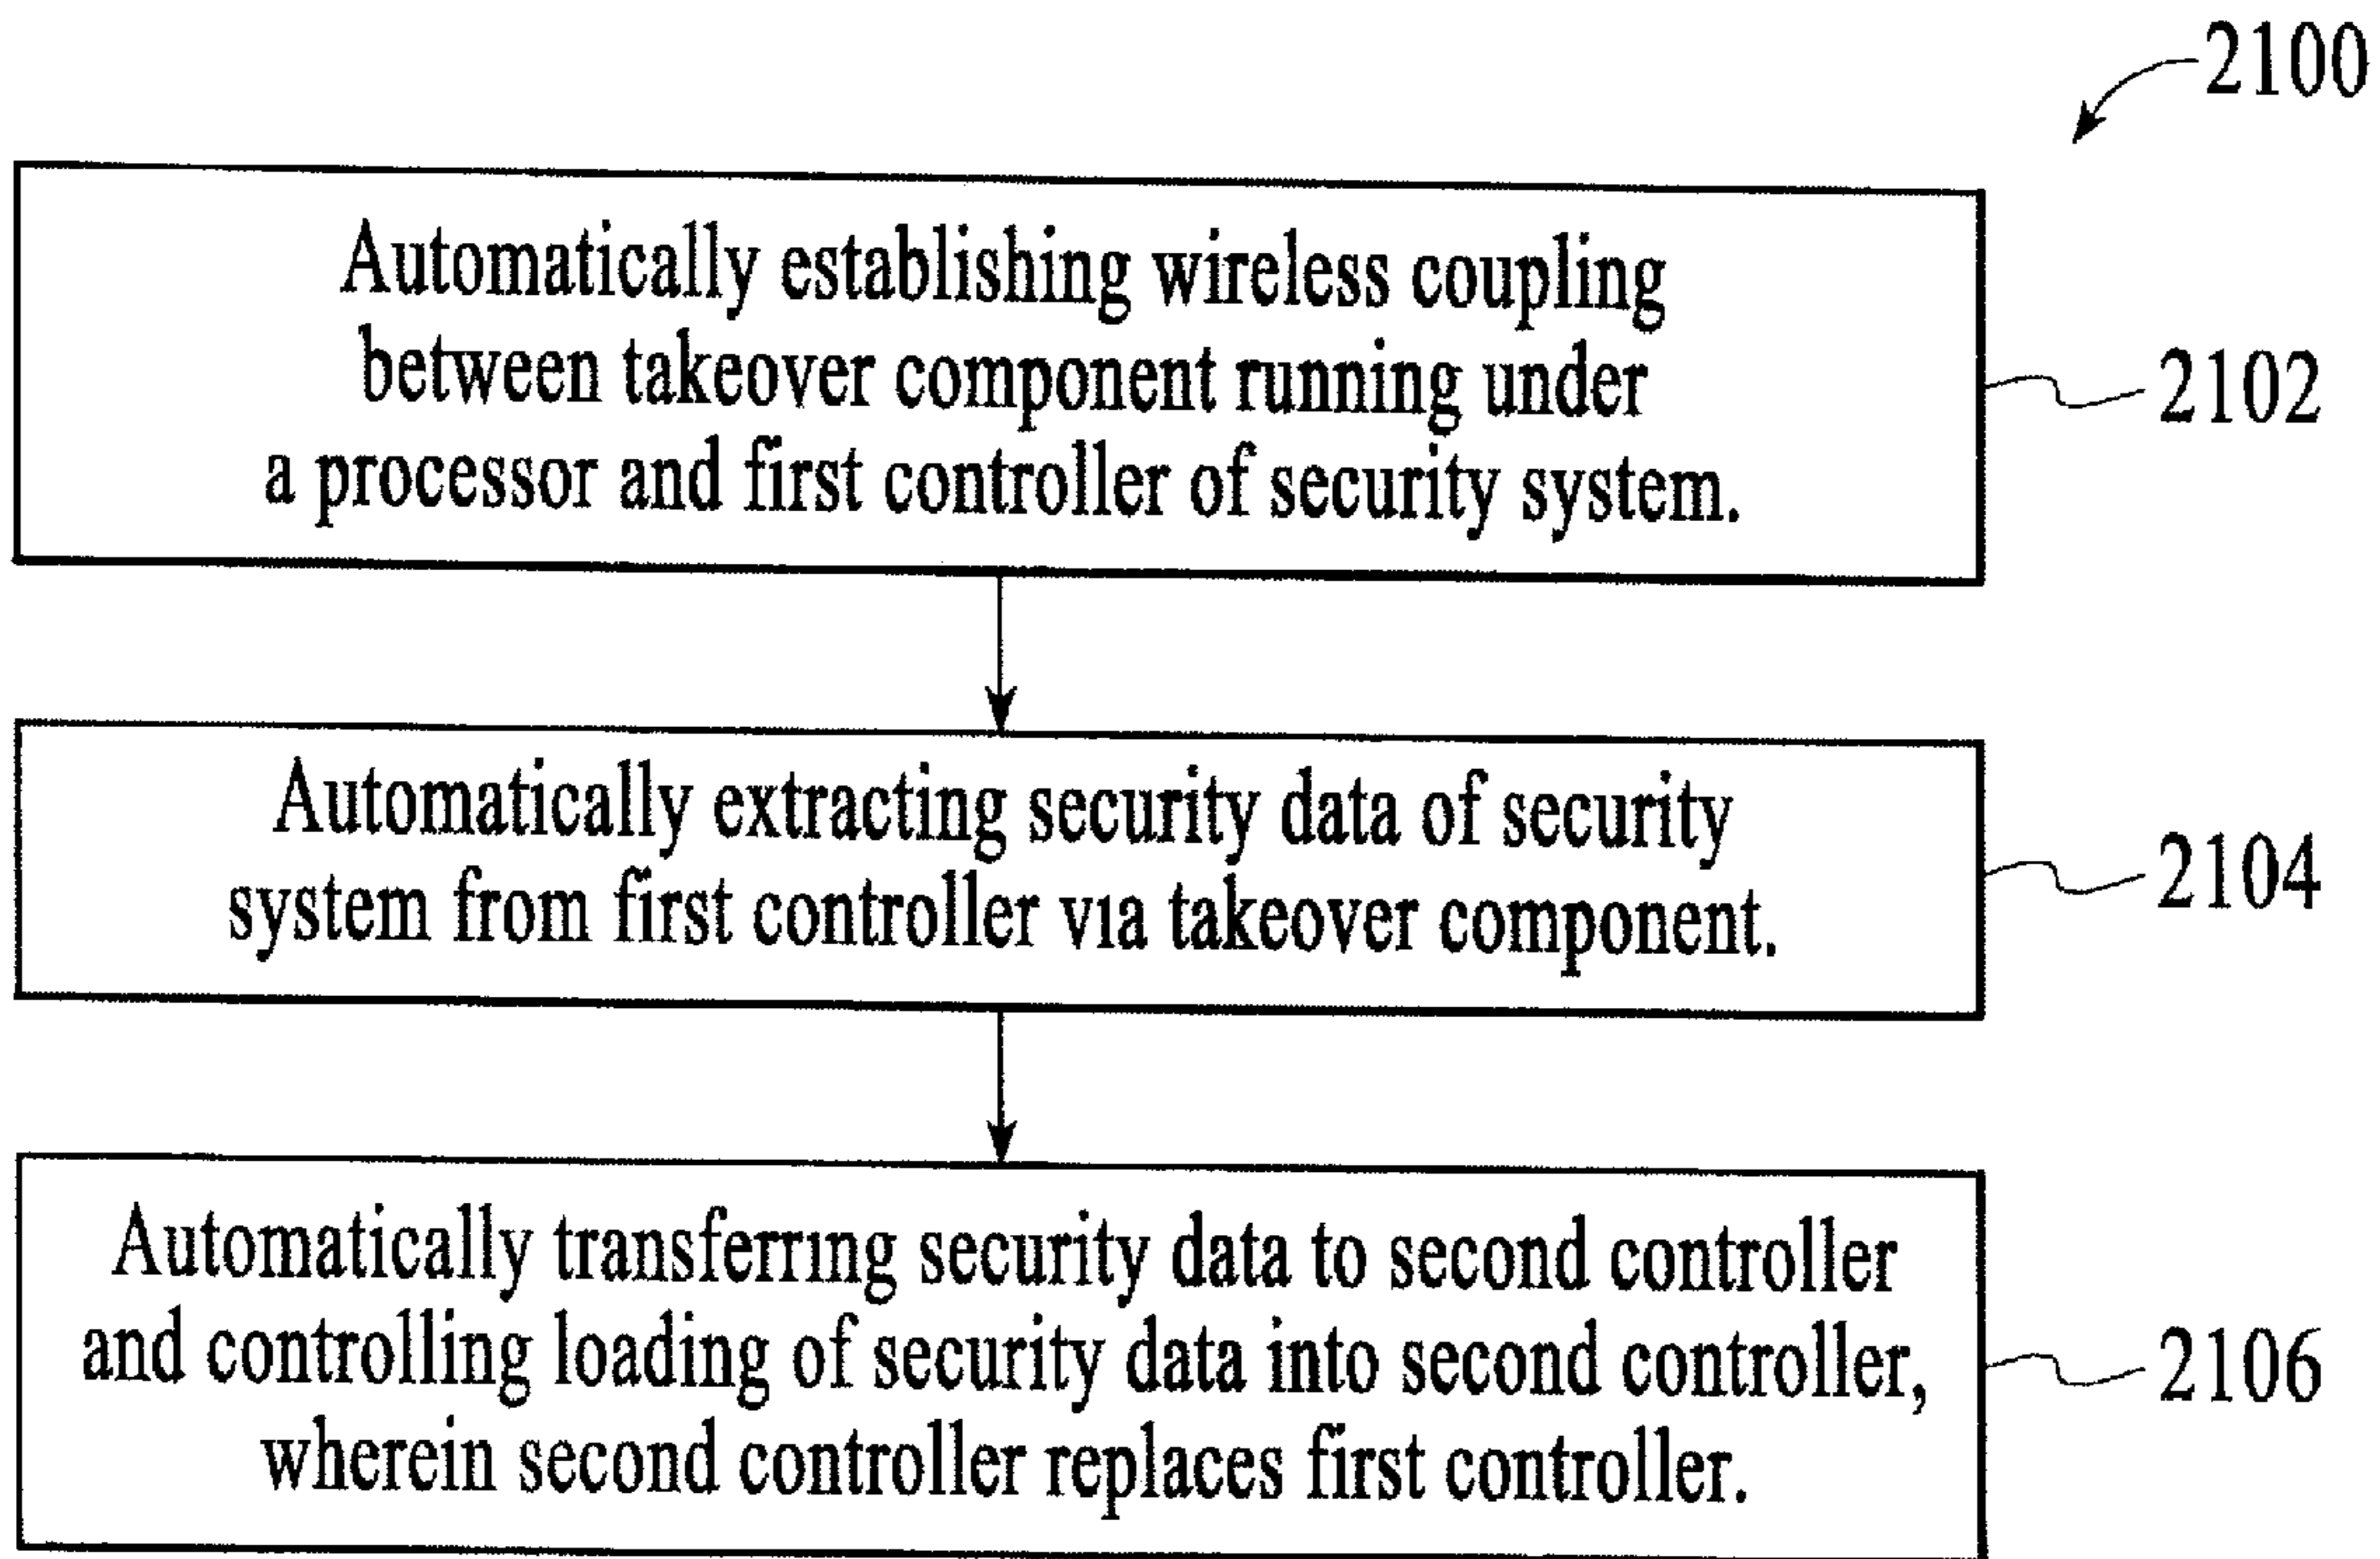 2100
Automatically establishing wireless coupling
between takeover component running under
a processor and first controller of security system.
2102
Automatically extracting security data of security
system from first controller via takeover component.
2104
Automatically transferring security data to second controller
and controlling loading of security data into second controller,
wherein second controller replaces first controller.
2106